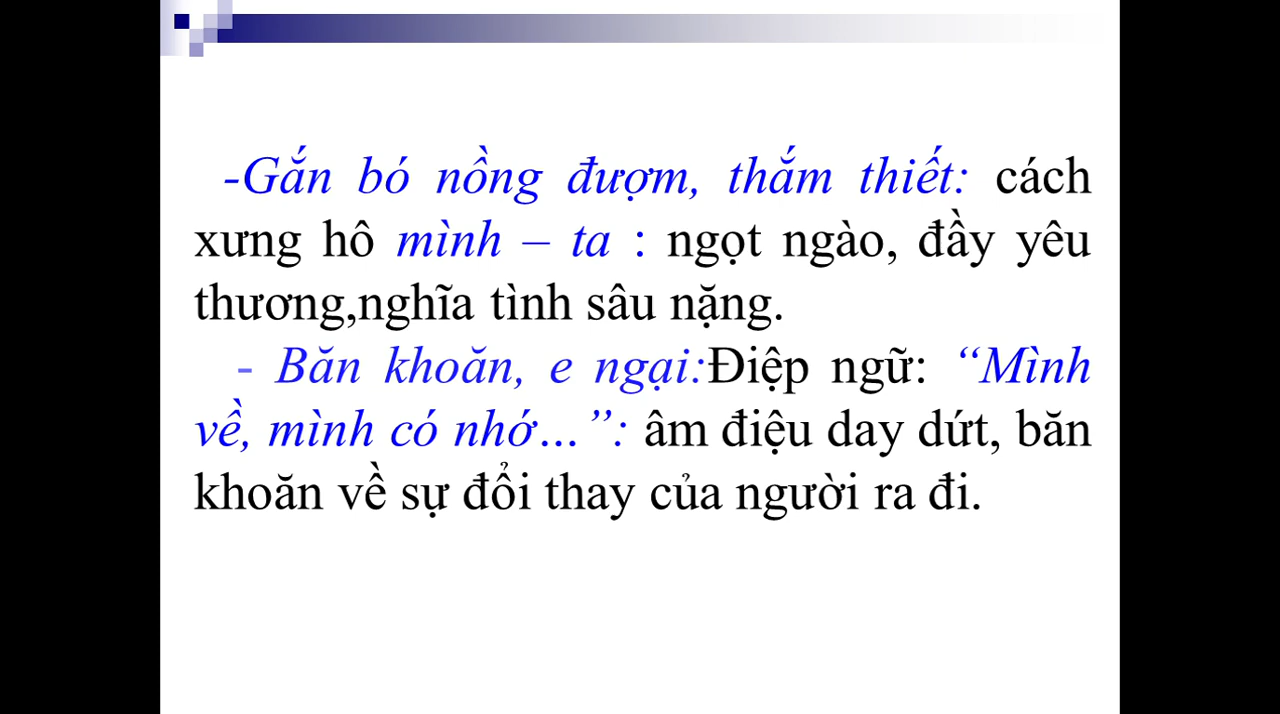 -Gắn bó nồng đượm, thắm thiết: cách
xưng hô mình – ta : ngọt ngào, đầy yêu
thương,nghĩa tình sâu nặng.
- Băn khoăn, e ngại:Điệp ngữ: “Mình
về, mình có nhớ…”: âm điệu day dứt, băn
khoăn về sự đổi thay của người ra đi.